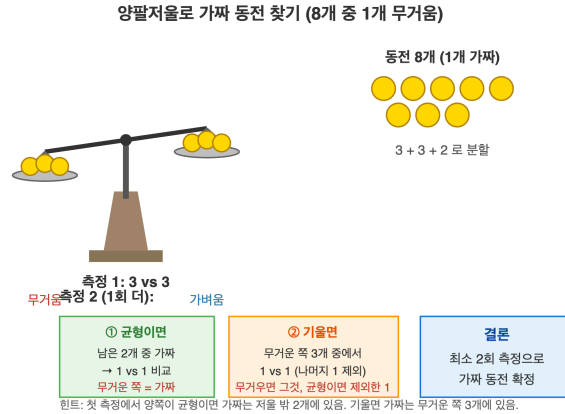 양팔저울로 가짜 동전 찾기 (8개 중 1개 무거움)
동전 8개 (1개 가짜)
3 + 3 + 2 로 분할
측정 1: 3 vs 3
무거움
측정 2 (1회 더):
가벼움
① 균형이면
남은 2개 중 가짜
→ 1 vs 1 비교
무거운 쪽 = 가짜
② 기울면
무거운 쪽 3개 중에서
1 vs 1 (나머지 1 제외)
무거우면 그것, 균형이면 제외한 1
결론
최소 2회 측정으로
가짜 동전 확정
힌트: 첫 측정에서 양쪽이 균형이면 가짜는 저울 밖 2개에 있음. 기울면 가짜는 무거운 쪽 3개에 있음.